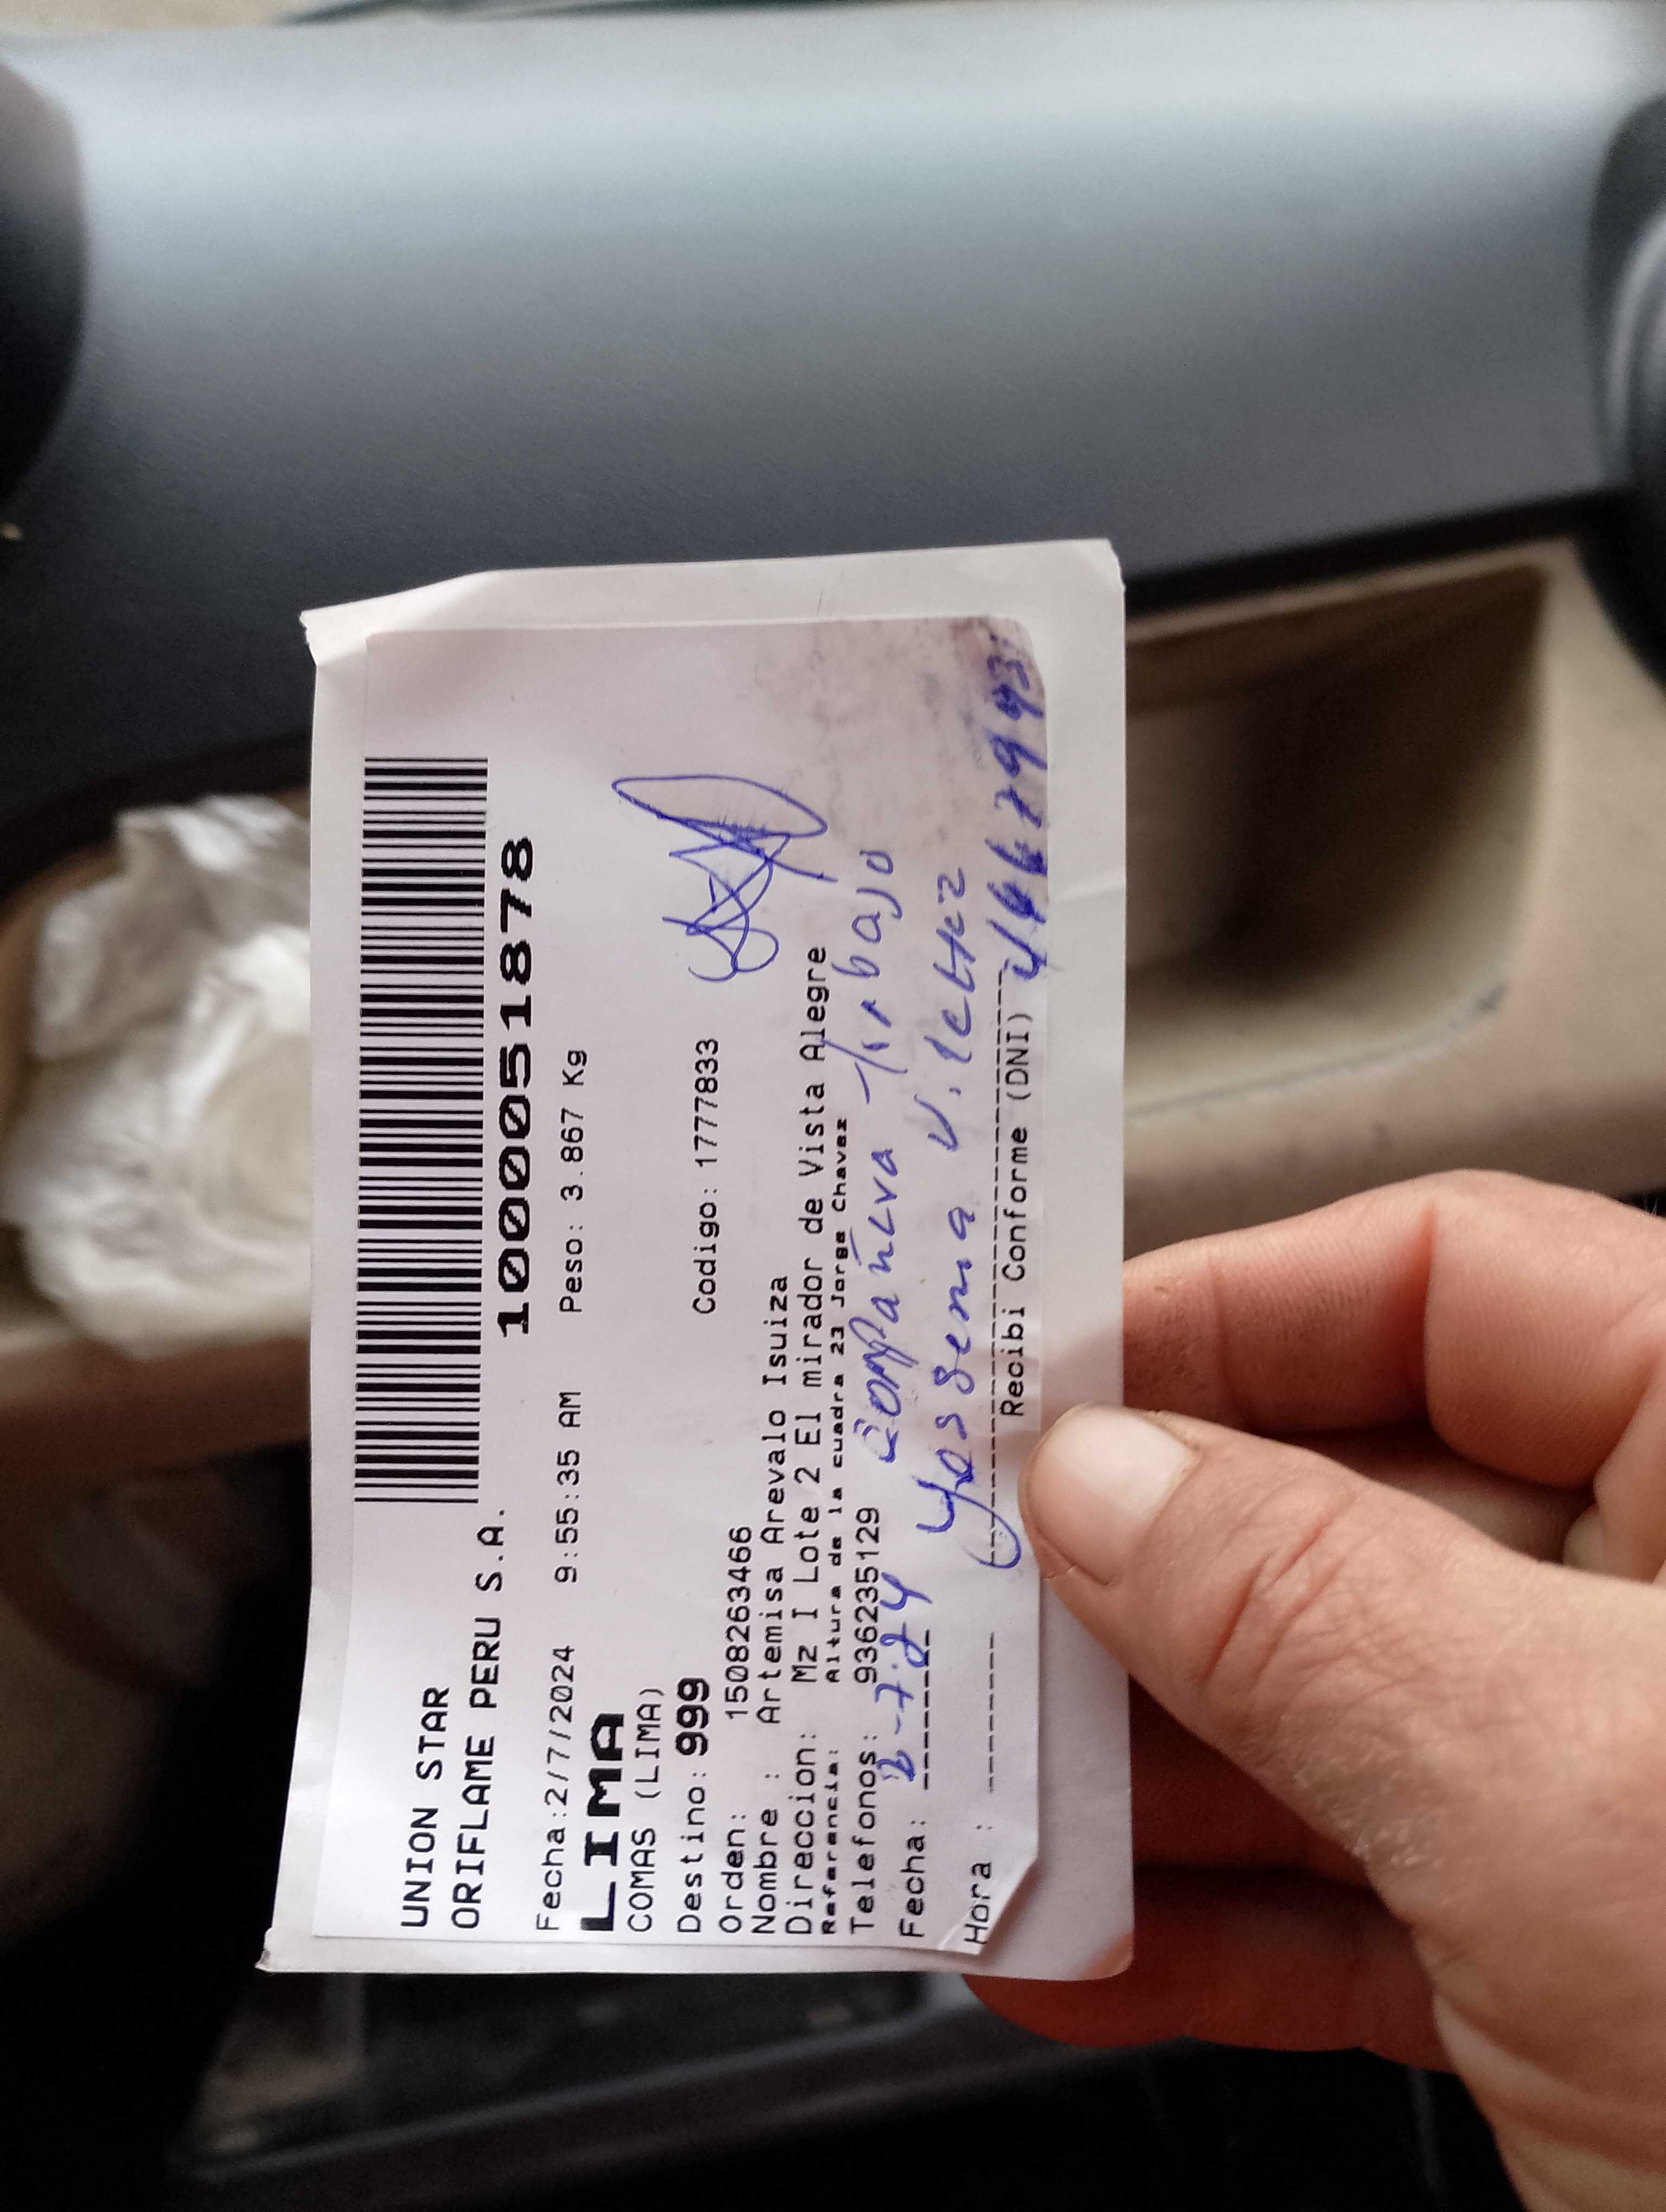 UNION STAR
ORIFLAME PERU S.A.
1000051878
Fecha:2/7/2024 9:55:35 AM Peso: 3.867 Kg
LIMA
COMAS (LIMA)
Destino: 999 Codigo: 1777833
Orden: 1508263466
Nombre : Artemisa Arevalo Isuiza
Direccion: Mz I Lote 2 El mirador de Vista Alegre
Referencia: Altura de la cuadra 23 Jorge Chavez
Telefonos: 936235129
Fecha: 3-7-24
Yossema
Hora :
Recibi Conforme (DNI)